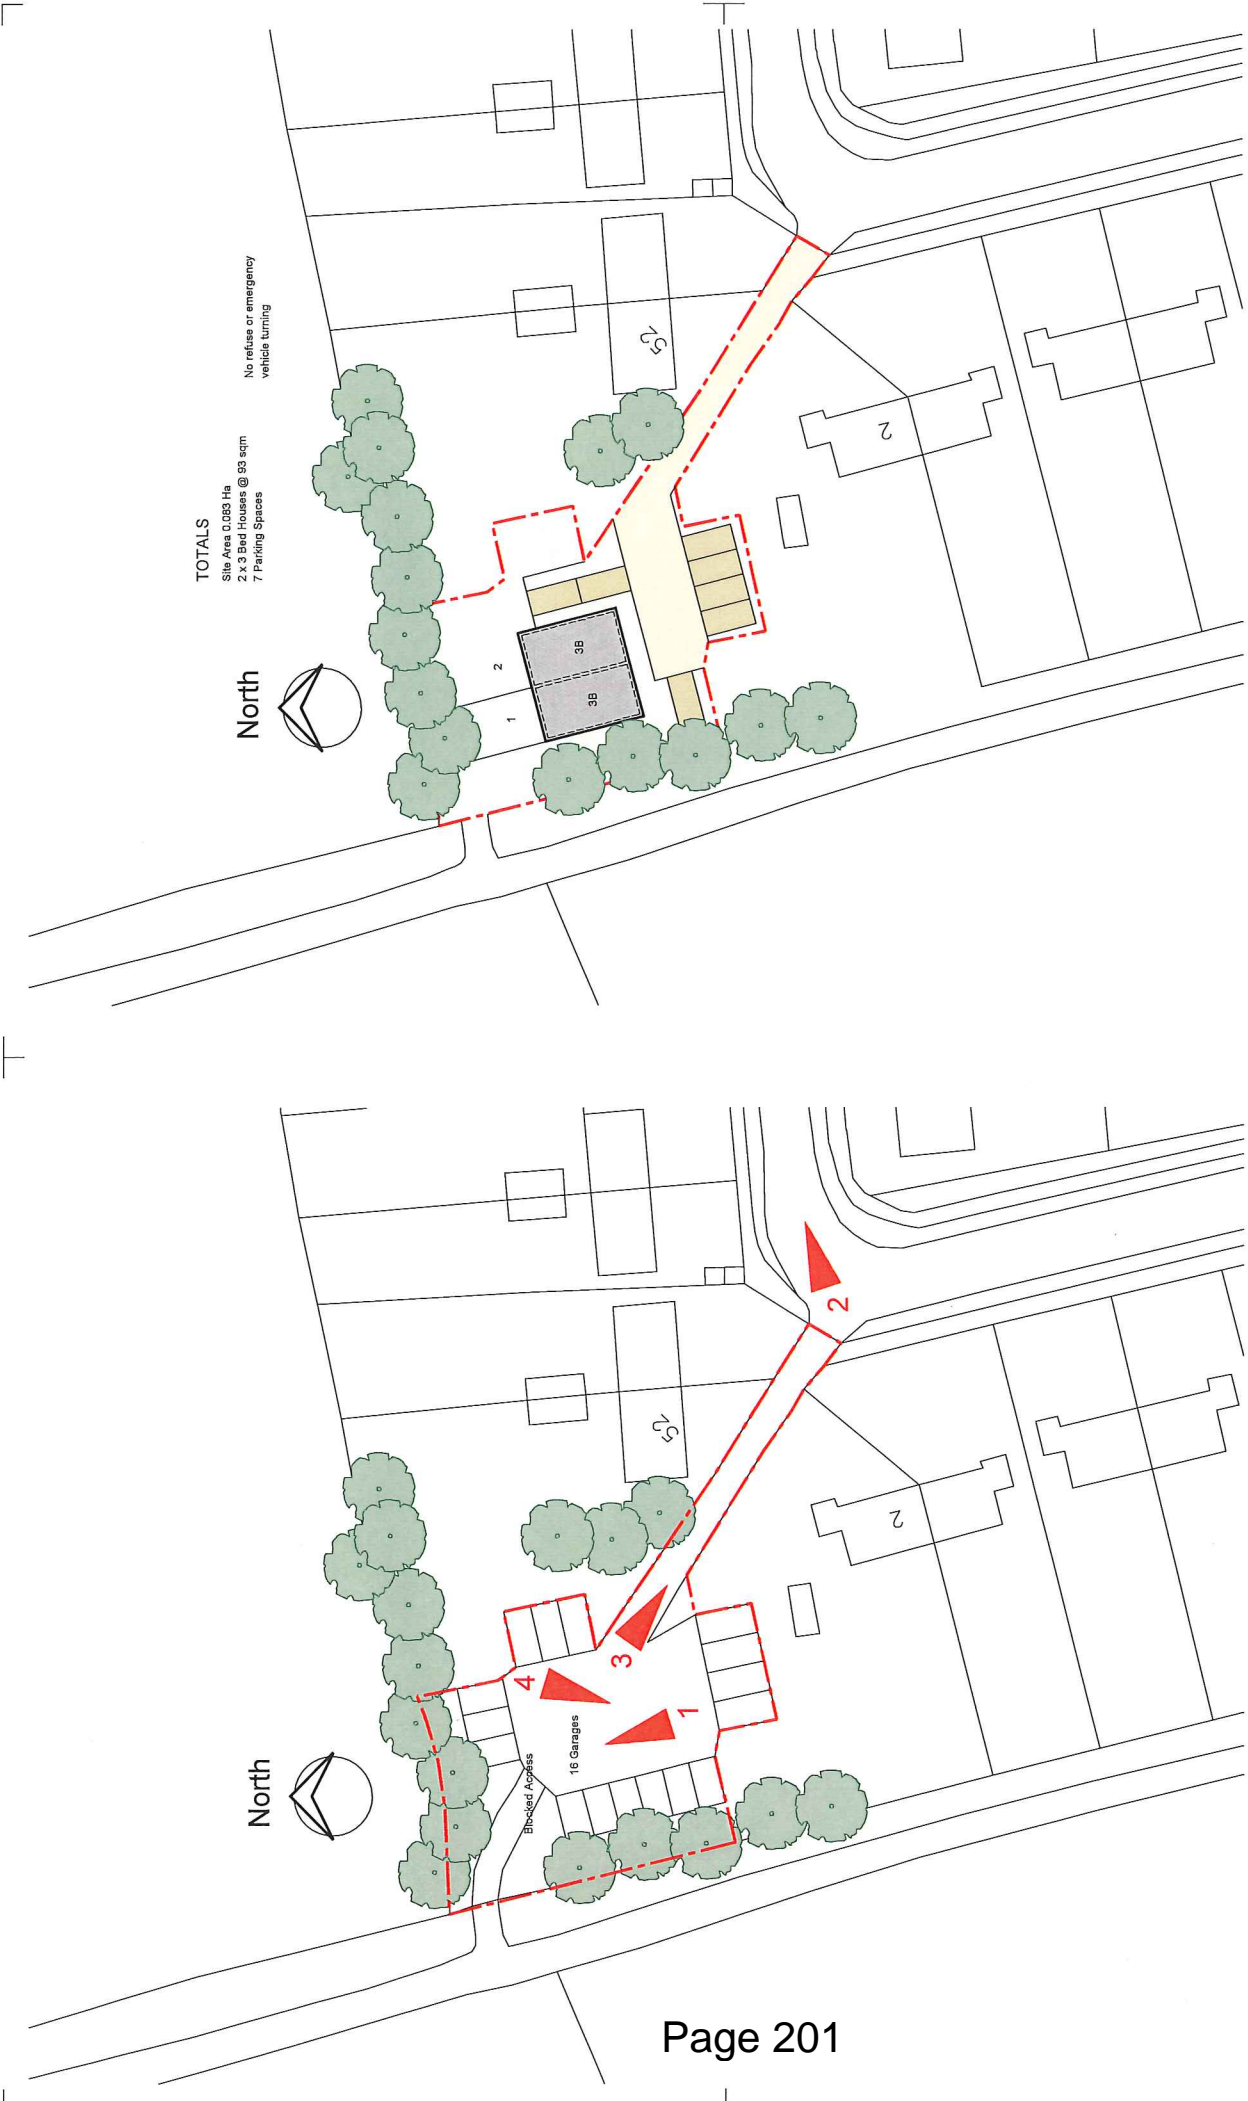 TOTALS
Site Area 0.083 Ha
2 x 3 Bed Houses @ 93 sqm
7 Parking Spaces
No refuse or emergency
vehicle turning
North
52
2
2
1
3B
3B
North
52
2
2
3
4
1
16 Garages
Blocked Access
Page 201